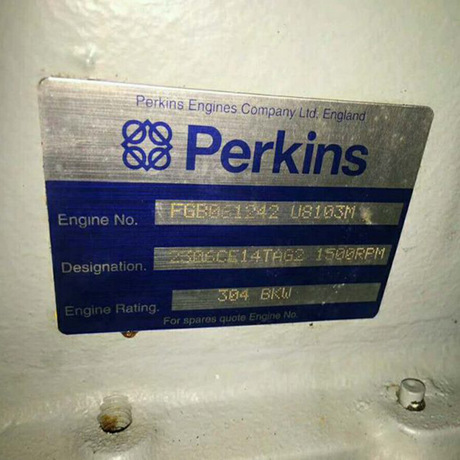 Perkins Engines Company Ltd, England
Perkins
Engine No. FGB061242 U8103M
Designation. 2306CE14TAG2 1500RPM
Engine Rating. 304 BKW
For spares quote Engine No.